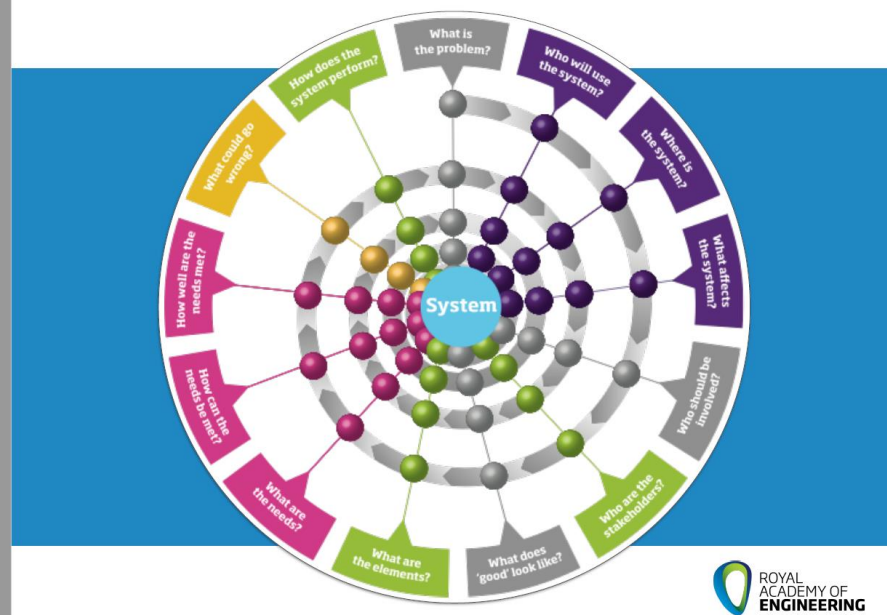 What is
the problem?
Who will use
the system?
Where is
the system?
What affects
the system?
Who should be
involved?
Who are the
stakeholders?
What does
‘good’ look like?
What are
the elements?
What are
the needs?
How can the
needs be met?
How well are the
needs met?
What could go
wrong?
How does the
system perform?
System
ROYAL
ACADEMY OF
ENGINEERING